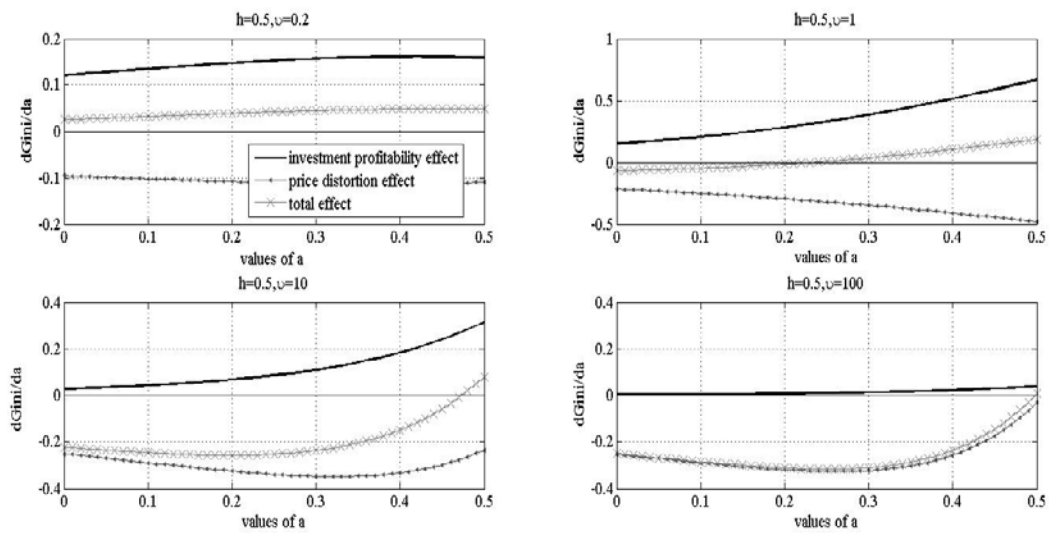 h=0.5,υ=0.2
0.2
0.1
0
-0.1
-0.2
dGini/da
investment profitability effect
price distortion effect
total effect
0 0.1 0.2 0.3 0.4 0.5
values of a
h=0.5,υ=1
1
0.5
0
-0.5
dGini/da
0 0.1 0.2 0.3 0.4 0.5
values of a
h=0.5,υ=10
0.4
0.2
0
-0.2
-0.4
dGini/da
0 0.1 0.2 0.3 0.4 0.5
values of a
h=0.5,υ=100
0.4
0.2
0
-0.2
-0.4
dGini/da
0 0.1 0.2 0.3 0.4 0.5
values of a